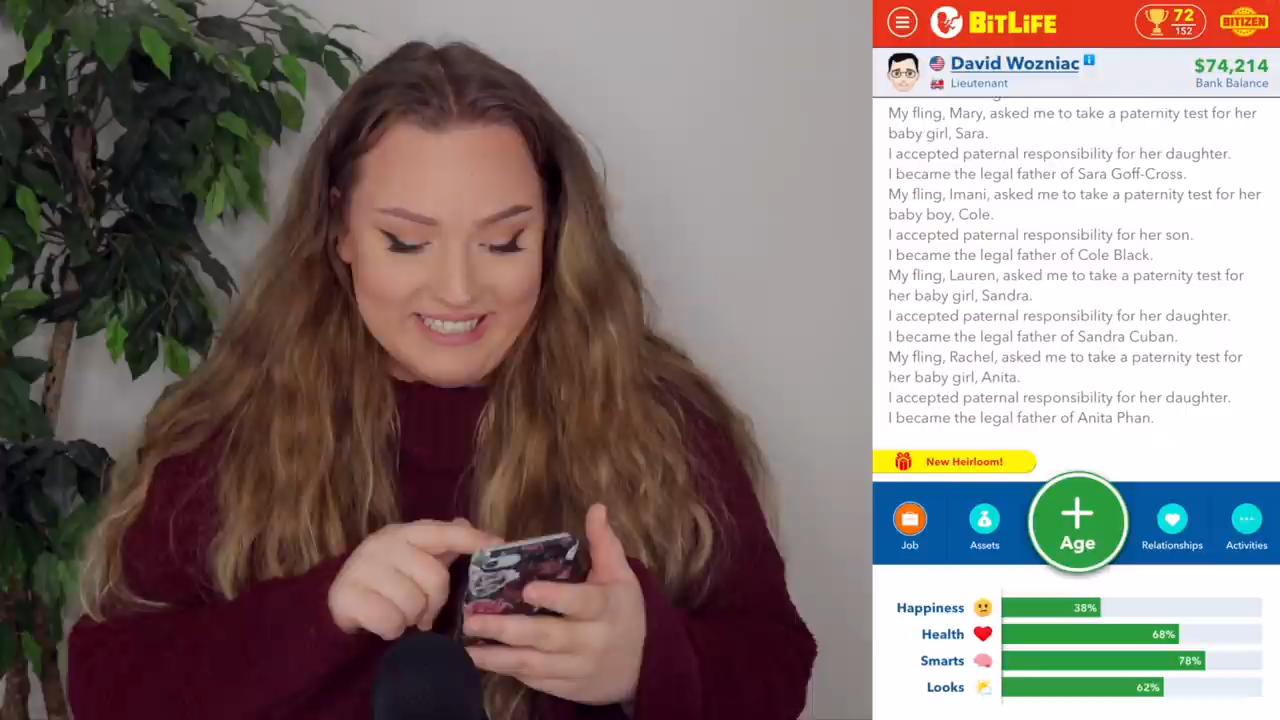 BITLIFE
72
152
BITIZEN
David Wozniac i
$74,214
Lieutenant
Bank Balance
My fling, Mary, asked me to take a paternity test for her
baby girl, Sara.
I accepted paternal responsibility for her daughter.
I became the legal father of Sara Goff-Cross.
My fling, Imani, asked me to take a paternity test for her
baby boy, Cole.
I accepted paternal responsibility for her son.
I became the legal father of Cole Black.
My fling, Lauren, asked me to take a paternity test for
her baby girl, Sandra.
I accepted paternal responsibility for her daughter.
I became the legal father of Sandra Cuban.
My fling, Rachel, asked me to take a paternity test for
her baby girl, Anita.
I accepted paternal responsibility for her daughter.
I became the legal father of Anita Phan.
New Heirloom!
Job
Assets
+ Age
Relationships
Activities
Happiness 38%
Health 68%
Smarts 78%
Looks 62%